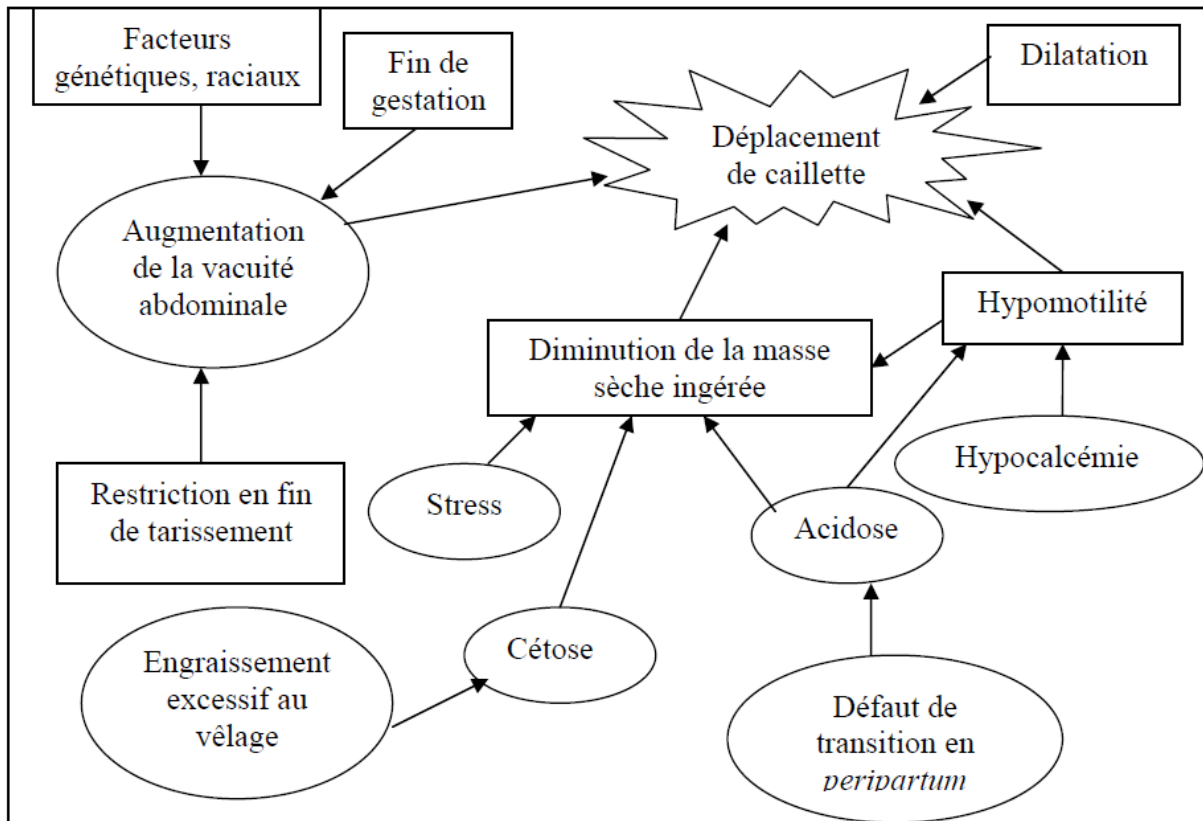 Facteurs
génétiques, raciaux
Fin de
gestation
Dilatation
Déplacement
de caillette
Augmentation
de la vacuité
abdominale
Hypomotilité
Diminution de la masse
sèche ingérée
Hypocalcémie
Restriction en fin
de tarissement
Stress
Acidose
Engraissement
excessif au
vêlage
Cétose
Défaut de
transition en
peripartum